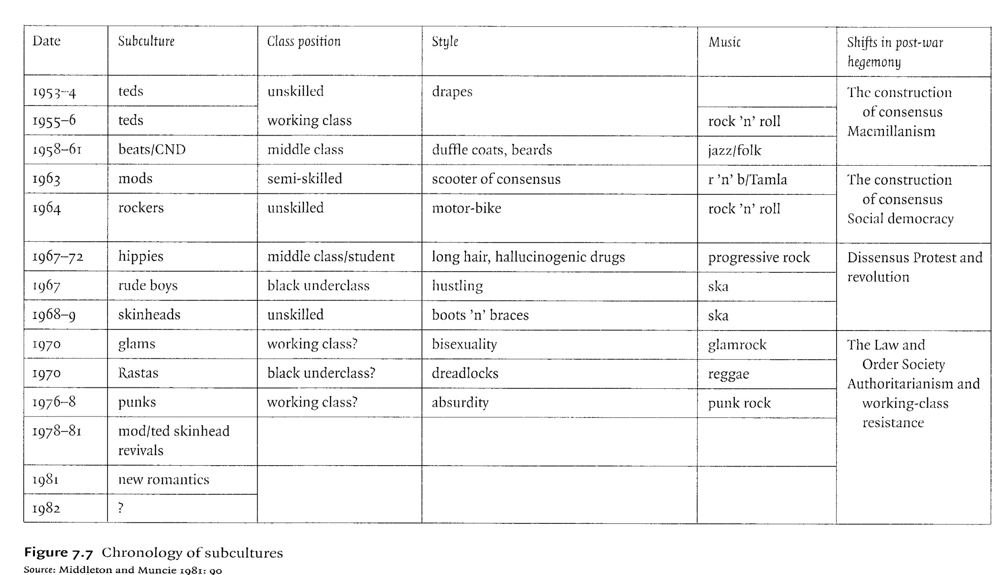 Date Subculture Class position Style Music Shifts in post-war
hegemony
1953–4 teds unskilled drapes The construction
of consensus
1955–6 teds working class rock 'n' roll
Macmillanism
1958–61 beats/CND middle class duffle coats, beards jazz/folk
1963 mods semi-skilled scooter of consensus r 'n' b/Tamla The construction
of consensus
1964 rockers unskilled motor-bike rock 'n' roll
Social democracy
1967–72 hippies middle class/student long hair, hallucinogenic drugs progressive rock Dissensus Protest and
revolution
1967 rude boys black underclass hustling ska
1968–9 skinheads unskilled boots 'n' braces ska
1970 glams working class? bisexuality glamrock The Law and
Order Society
1970 Rastas black underclass? dreadlocks reggae
Authoritarianism and
1976–8 punks working class? absurdity punk rock working-class
resistance
1978–81 mod/ted skinhead
revivals
1981 new romantics
1982 ?
Figure 7.7 Chronology of subcultures
Source: Middleton and Muncie 1981: 90